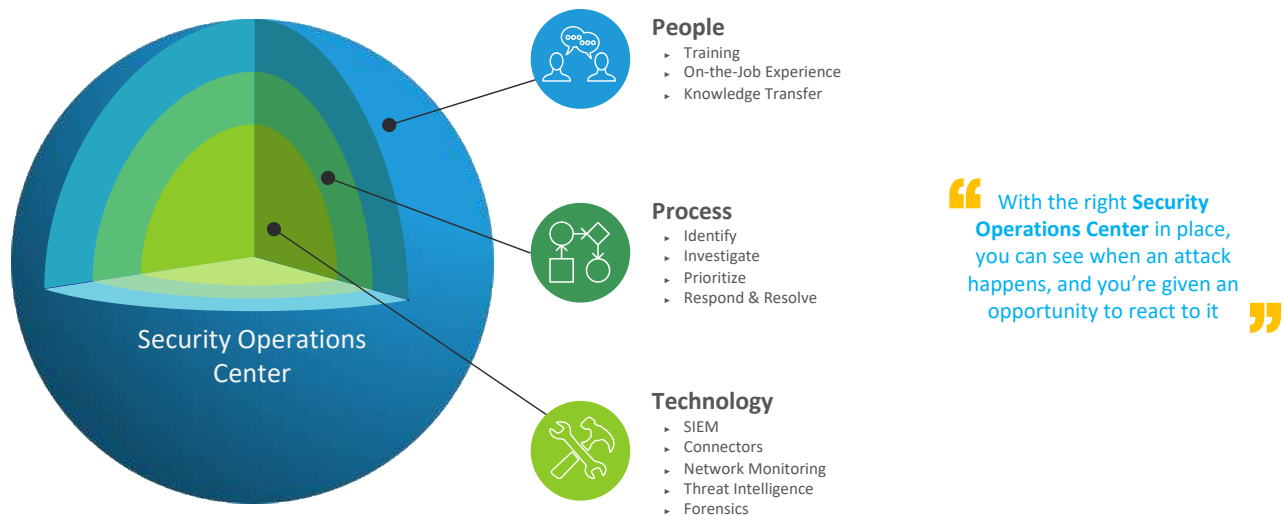 People
▸ Training
▸ On-the-Job Experience
▸ Knowledge Transfer
Security Operations
Center
Process
▸ Identify
▸ Investigate
▸ Prioritize
▸ Respond & Resolve
Technology
▸ SIEM
▸ Connectors
▸ Network Monitoring
▸ Threat Intelligence
▸ Forensics
“ With the right Security
Operations Center in place,
you can see when an attack
happens, and you’re given an
opportunity to react to it ”